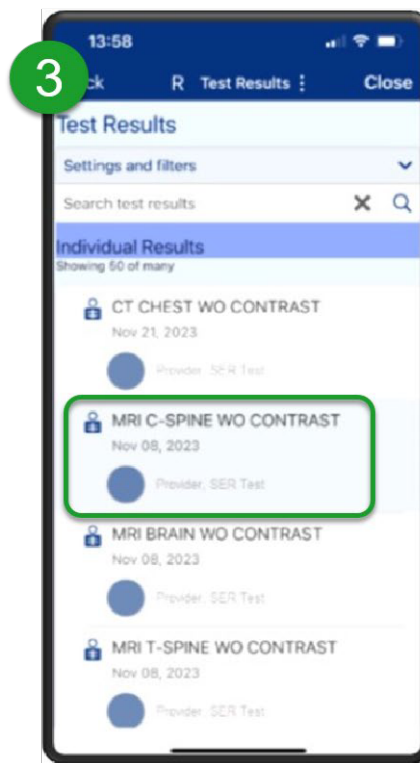 13:58
3
ck R Test Results Close
Test Results
Settings and filters
Search test results
Individual Results
Showing 50 of many
CT CHEST WO CONTRAST
Nov 21, 2023
Provider, SER Test
MRI C-SPINE WO CONTRAST
Nov 08, 2023
Provider, SER Test
MRI BRAIN WO CONTRAST
Nov 08, 2023
Provider, SER Test
MRI T-SPINE WO CONTRAST
Nov 08, 2023
Provider, SER Test